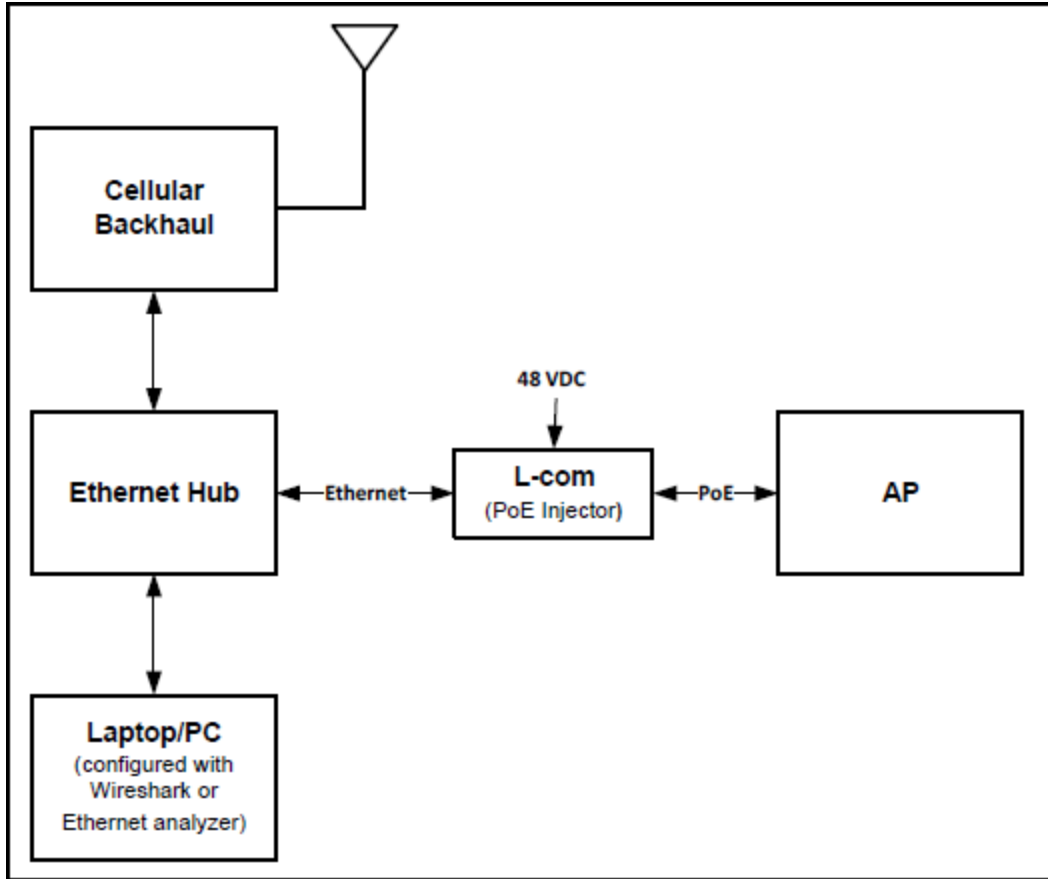 Cellular
Backhaul
48 VDC
Ethernet Hub
Ethernet
L-com
(PoE Injector)
PoE
AP
Laptop/PC
(configured with
Wireshark or
Ethernet analyzer)